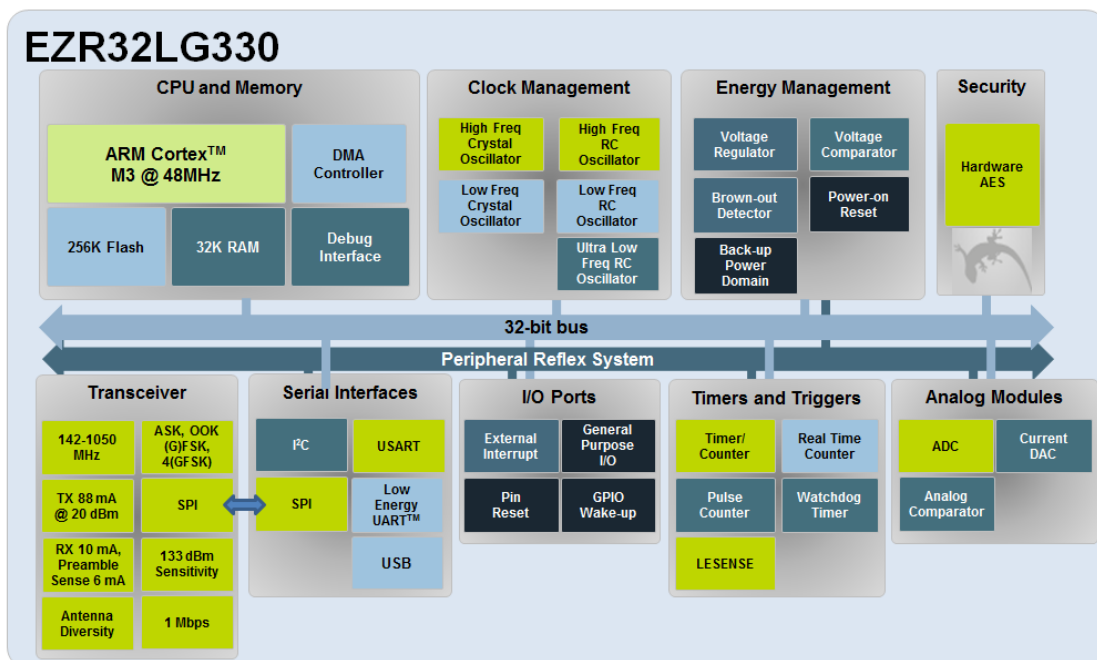 EZR32LG330
CPU and Memory
ARM Cortex™
M3 @ 48MHz
DMA
Controller
256K Flash
32K RAM
Debug
Interface
Clock Management
High Freq
Crystal
Oscillator
High Freq
RC
Oscillator
Low Freq
Crystal
Oscillator
Low Freq
RC
Oscillator
Ultra Low
Freq RC
Oscillator
Energy Management
Voltage
Regulator
Voltage
Comparator
Brown-out
Detector
Power-on
Reset
Back-up
Power
Domain
Security
Hardware
AES
32-bit bus
Peripheral Reflex System
Transceiver
142-1050
MHz
ASK, OOK
(G)FSK,
4(GFSK)
TX 88 mA
@ 20 dBm
SPI
RX 10 mA,
Preamble
Sense 6 mA
133 dBm
Sensitivity
Antenna
Diversity
1 Mbps
Serial Interfaces
I²C
USART
SPI
Low
Energy
UART™
USB
I/O Ports
External
Interrupt
General
Purpose
I/O
Pin
Reset
GPIO
Wake-up
Timers and Triggers
Timer/
Counter
Real Time
Counter
Pulse
Counter
Watchdog
Timer
LESENSE
Analog Modules
ADC
Current
DAC
Analog
Comparator